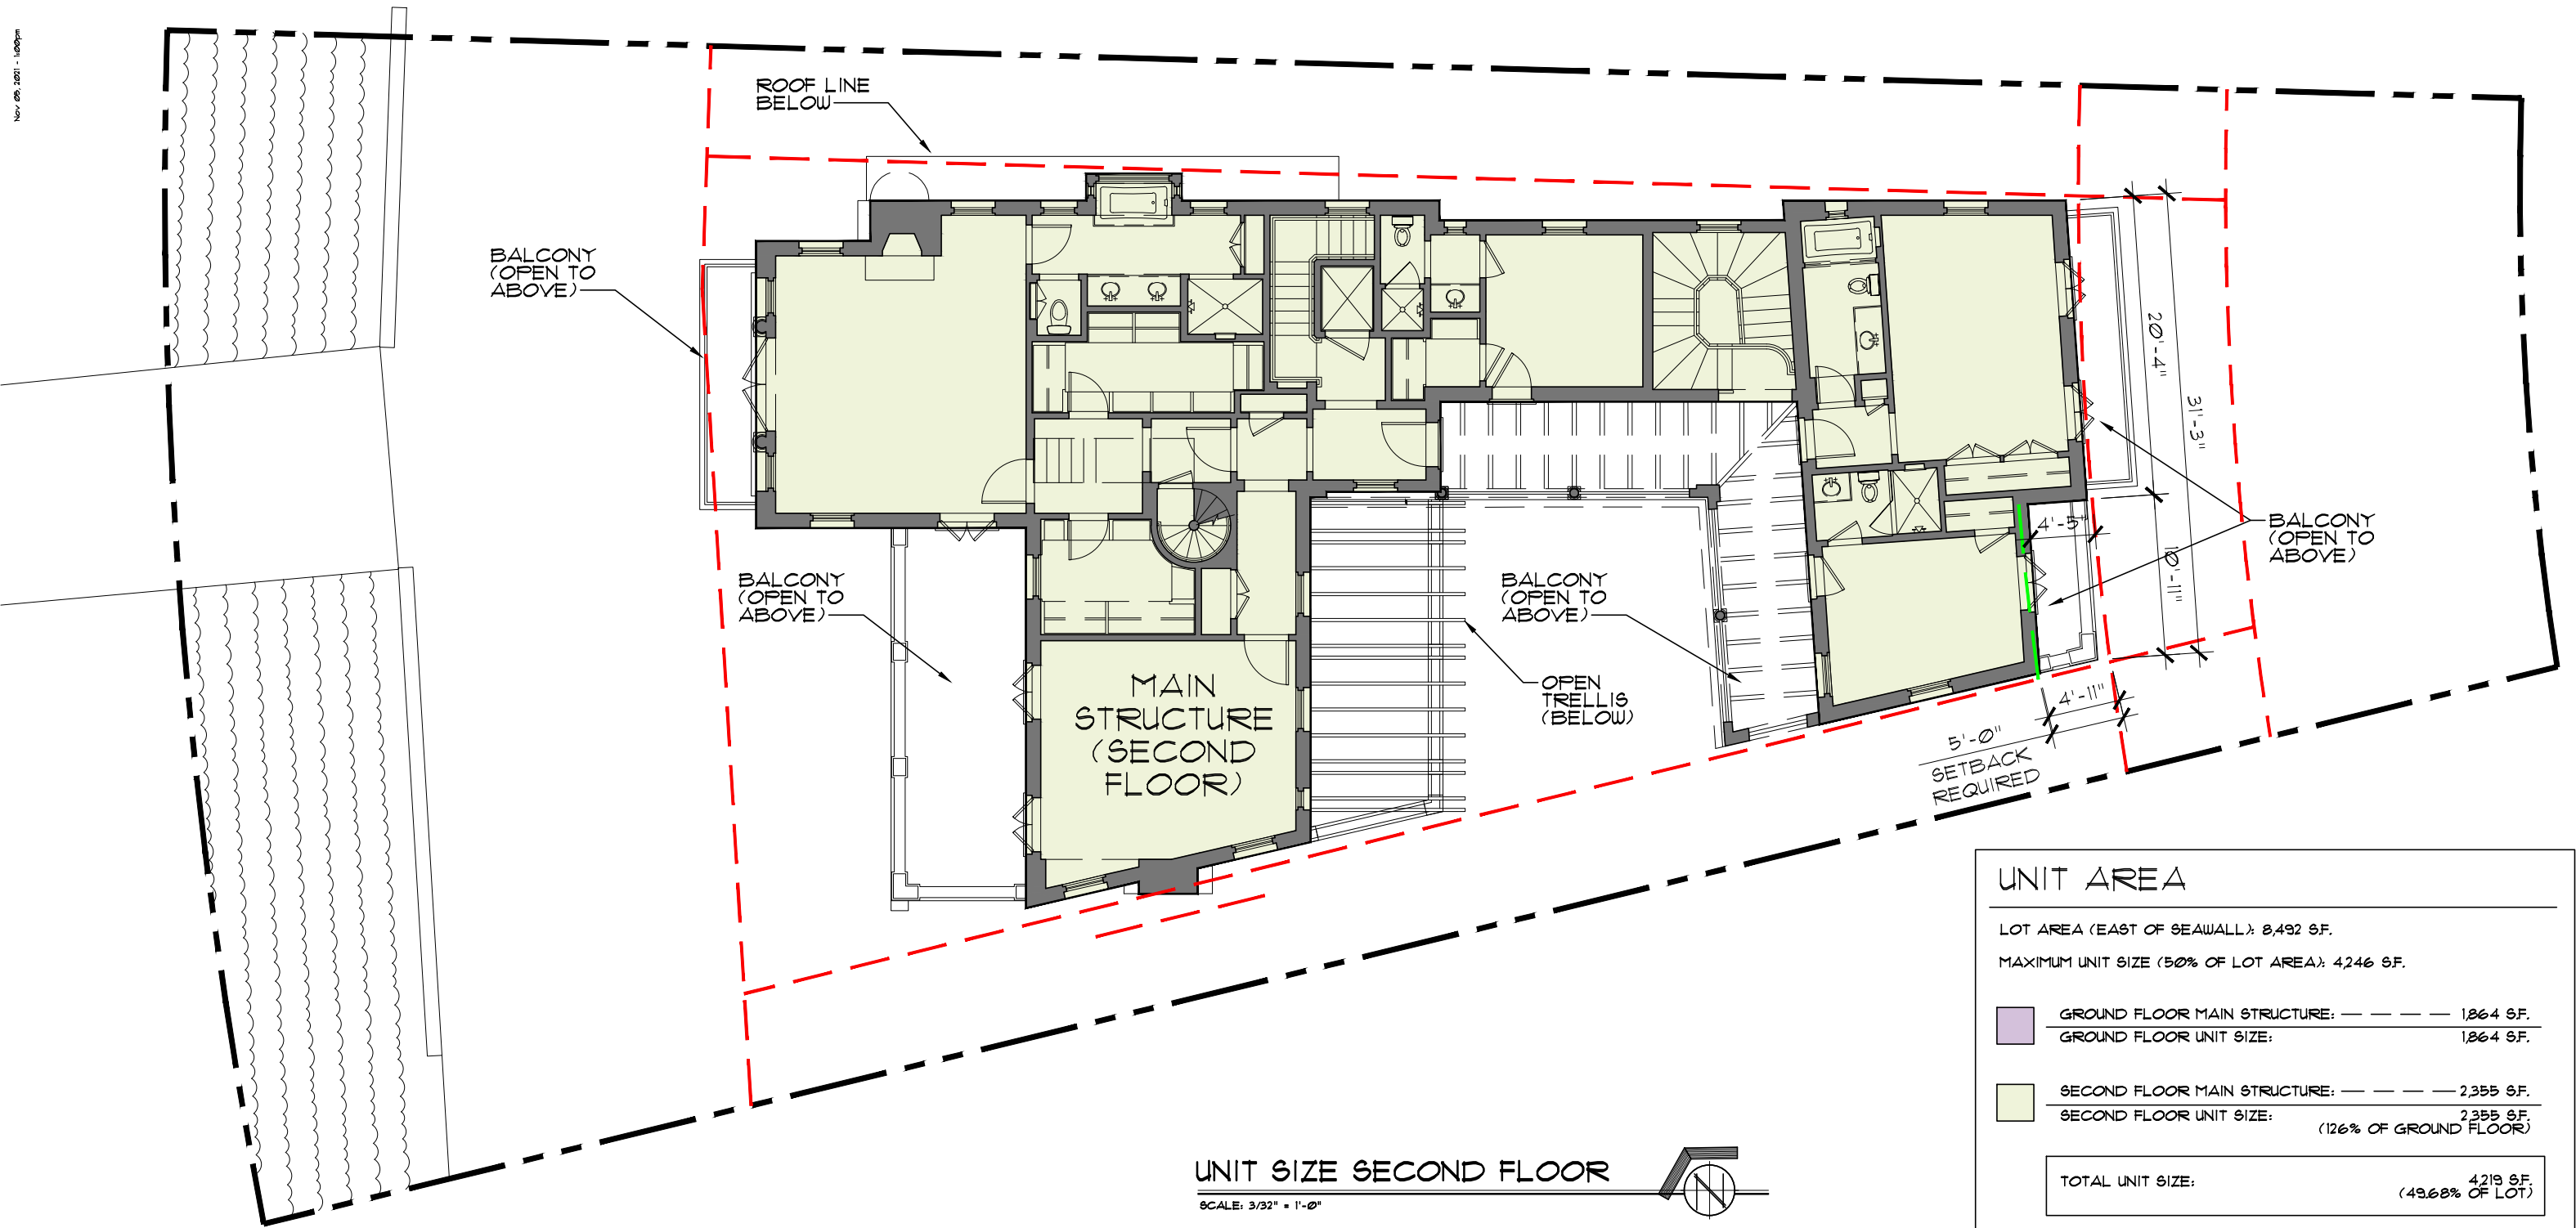 Nov 05, 2021 - 1:00pm
ROOF LINE
BELOW
BALCONY
(OPEN TO
ABOVE)
20'-4"
31'-3"
4'-5"
10'-11"
BALCONY
(OPEN TO
ABOVE)
BALCONY
(OPEN TO
ABOVE)
BALCONY
(OPEN TO
ABOVE)
OPEN
TRELLIS
(BELOW)
MAIN
STRUCTURE
(SECOND
FLOOR)
4'-11"
5'-0"
SETBACK
REQUIRED
UNIT AREA
LOT AREA (EAST OF SEAWALL): 8,492 S.F.
MAXIMUM UNIT SIZE (50% OF LOT AREA): 4,246 S.F.
GROUND FLOOR MAIN STRUCTURE: — — — — 1,864 S.F.
GROUND FLOOR UNIT SIZE: 1,864 S.F.
SECOND FLOOR MAIN STRUCTURE: — — — — 2,355 S.F.
SECOND FLOOR UNIT SIZE: 2,355 S.F.
(126% OF GROUND FLOOR)
TOTAL UNIT SIZE: 4,219 S.F.
(49.68% OF LOT)
UNIT SIZE SECOND FLOOR
N
SCALE: 3/32" = 1'-0"